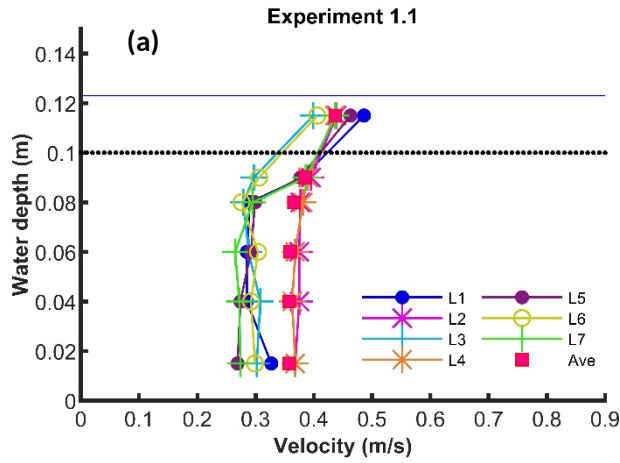 Experiment 1.1
(a)
Water depth (m)
0.14
0.12
0.1
0.08
0.06
0.04
0.02
0
0 0.1 0.2 0.3 0.4 0.5 0.6 0.7 0.8 0.9
Velocity (m/s)
L1 L5
L2 L6
L3 L7
L4 Ave